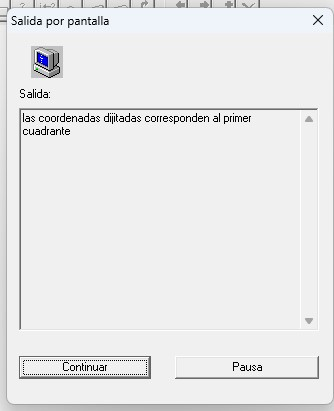 Salida por pantalla
Salida:
las coordenadas dijitadas corresponden al primer
cuadrante
Continuar
Pausa